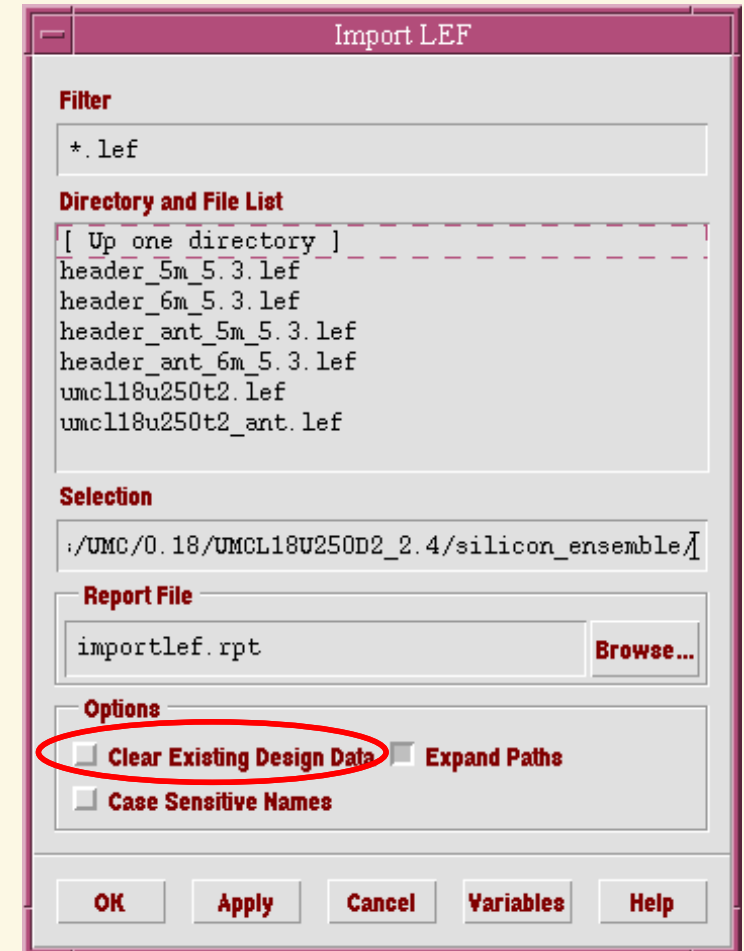 Import LEF
Filter
*.lef
Directory and File List
[ Up one directory ]
header_5m_5.3.lef
header_6m_5.3.lef
header_ant_5m_5.3.lef
header_ant_6m_5.3.lef
umcl18u250t2.lef
umcl18u250t2_ant.lef
Selection
:/UMC/0.18/UMCL18U250D2_2.4/silicon_ensemble/
Report File
importlef.rpt Browse...
Options
Clear Existing Design Data Expand Paths
Case Sensitive Names
OK Apply Cancel Variables Help